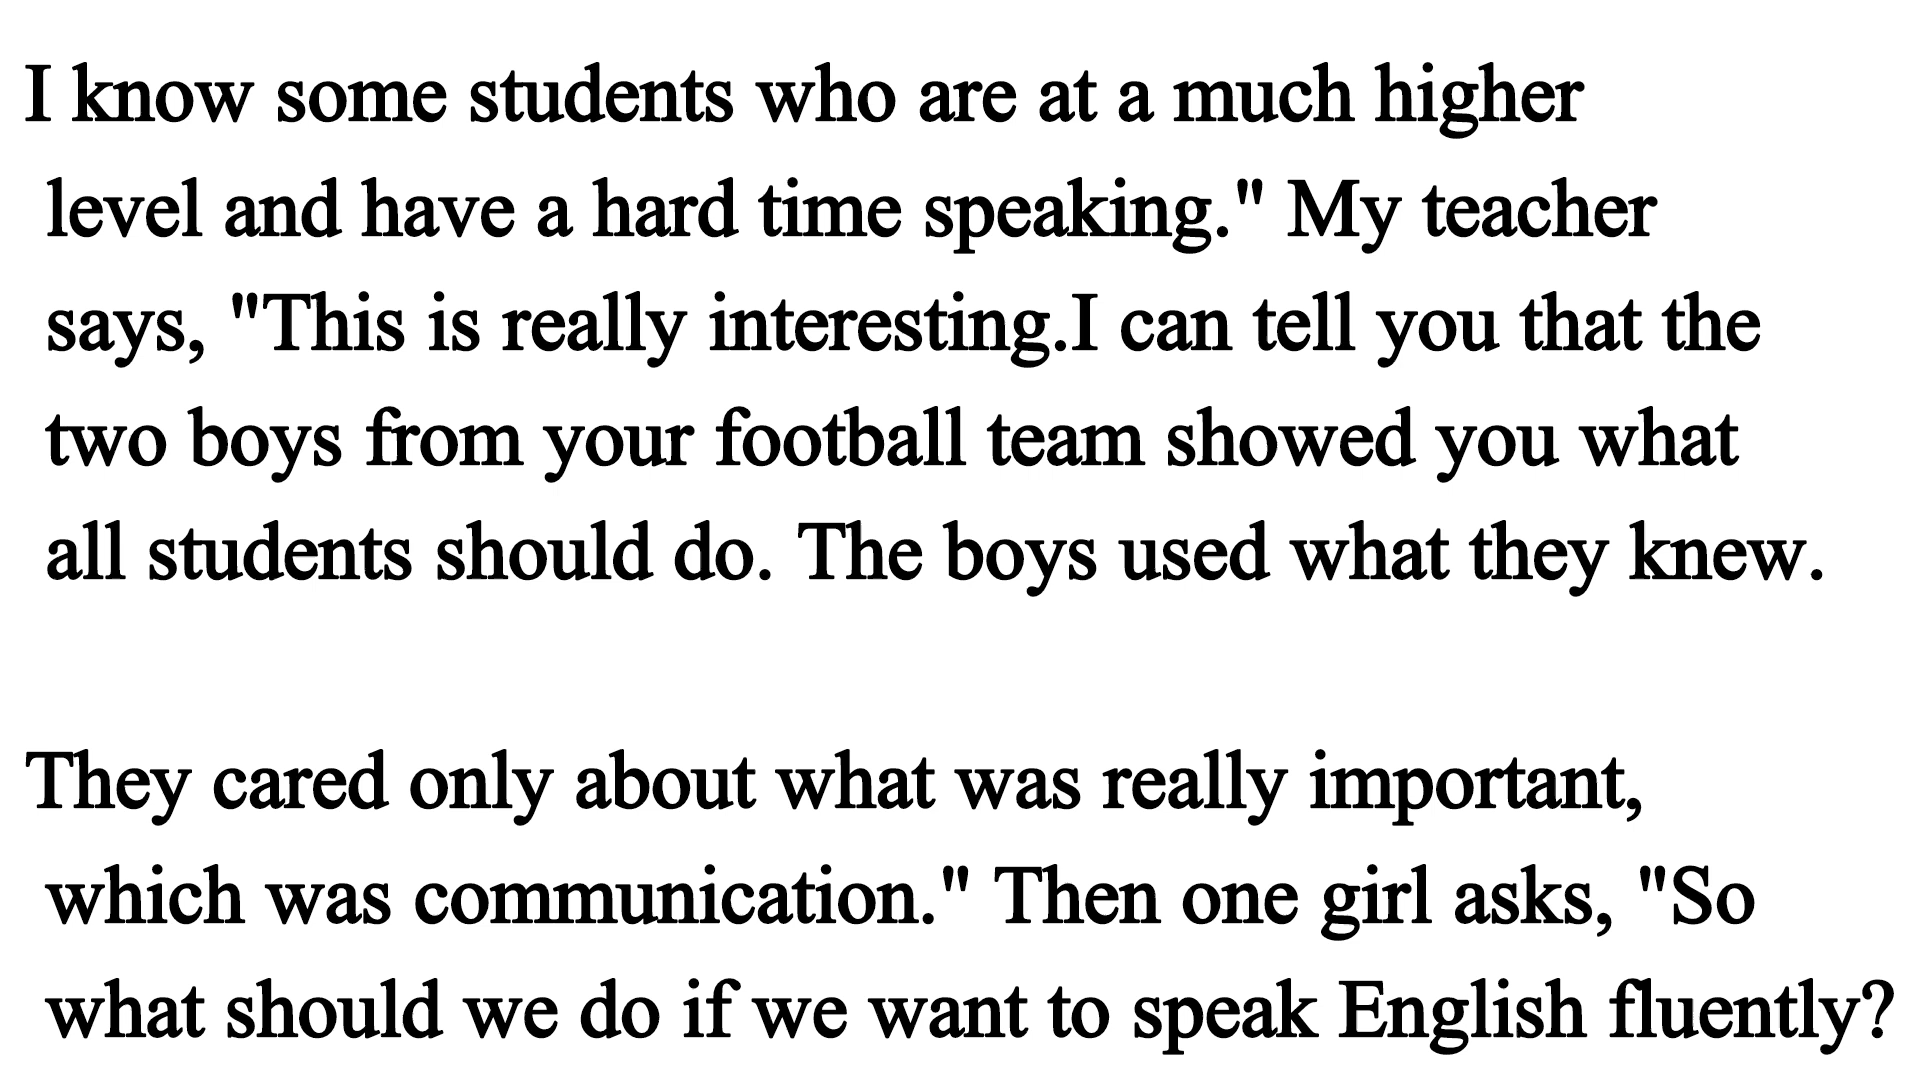 I know some students who are at a much higher
level and have a hard time speaking." My teacher
says, "This is really interesting.I can tell you that the
two boys from your football team showed you what
all students should do. The boys used what they knew.
They cared only about what was really important,
which was communication." Then one girl asks, "So
what should we do if we want to speak English fluently?